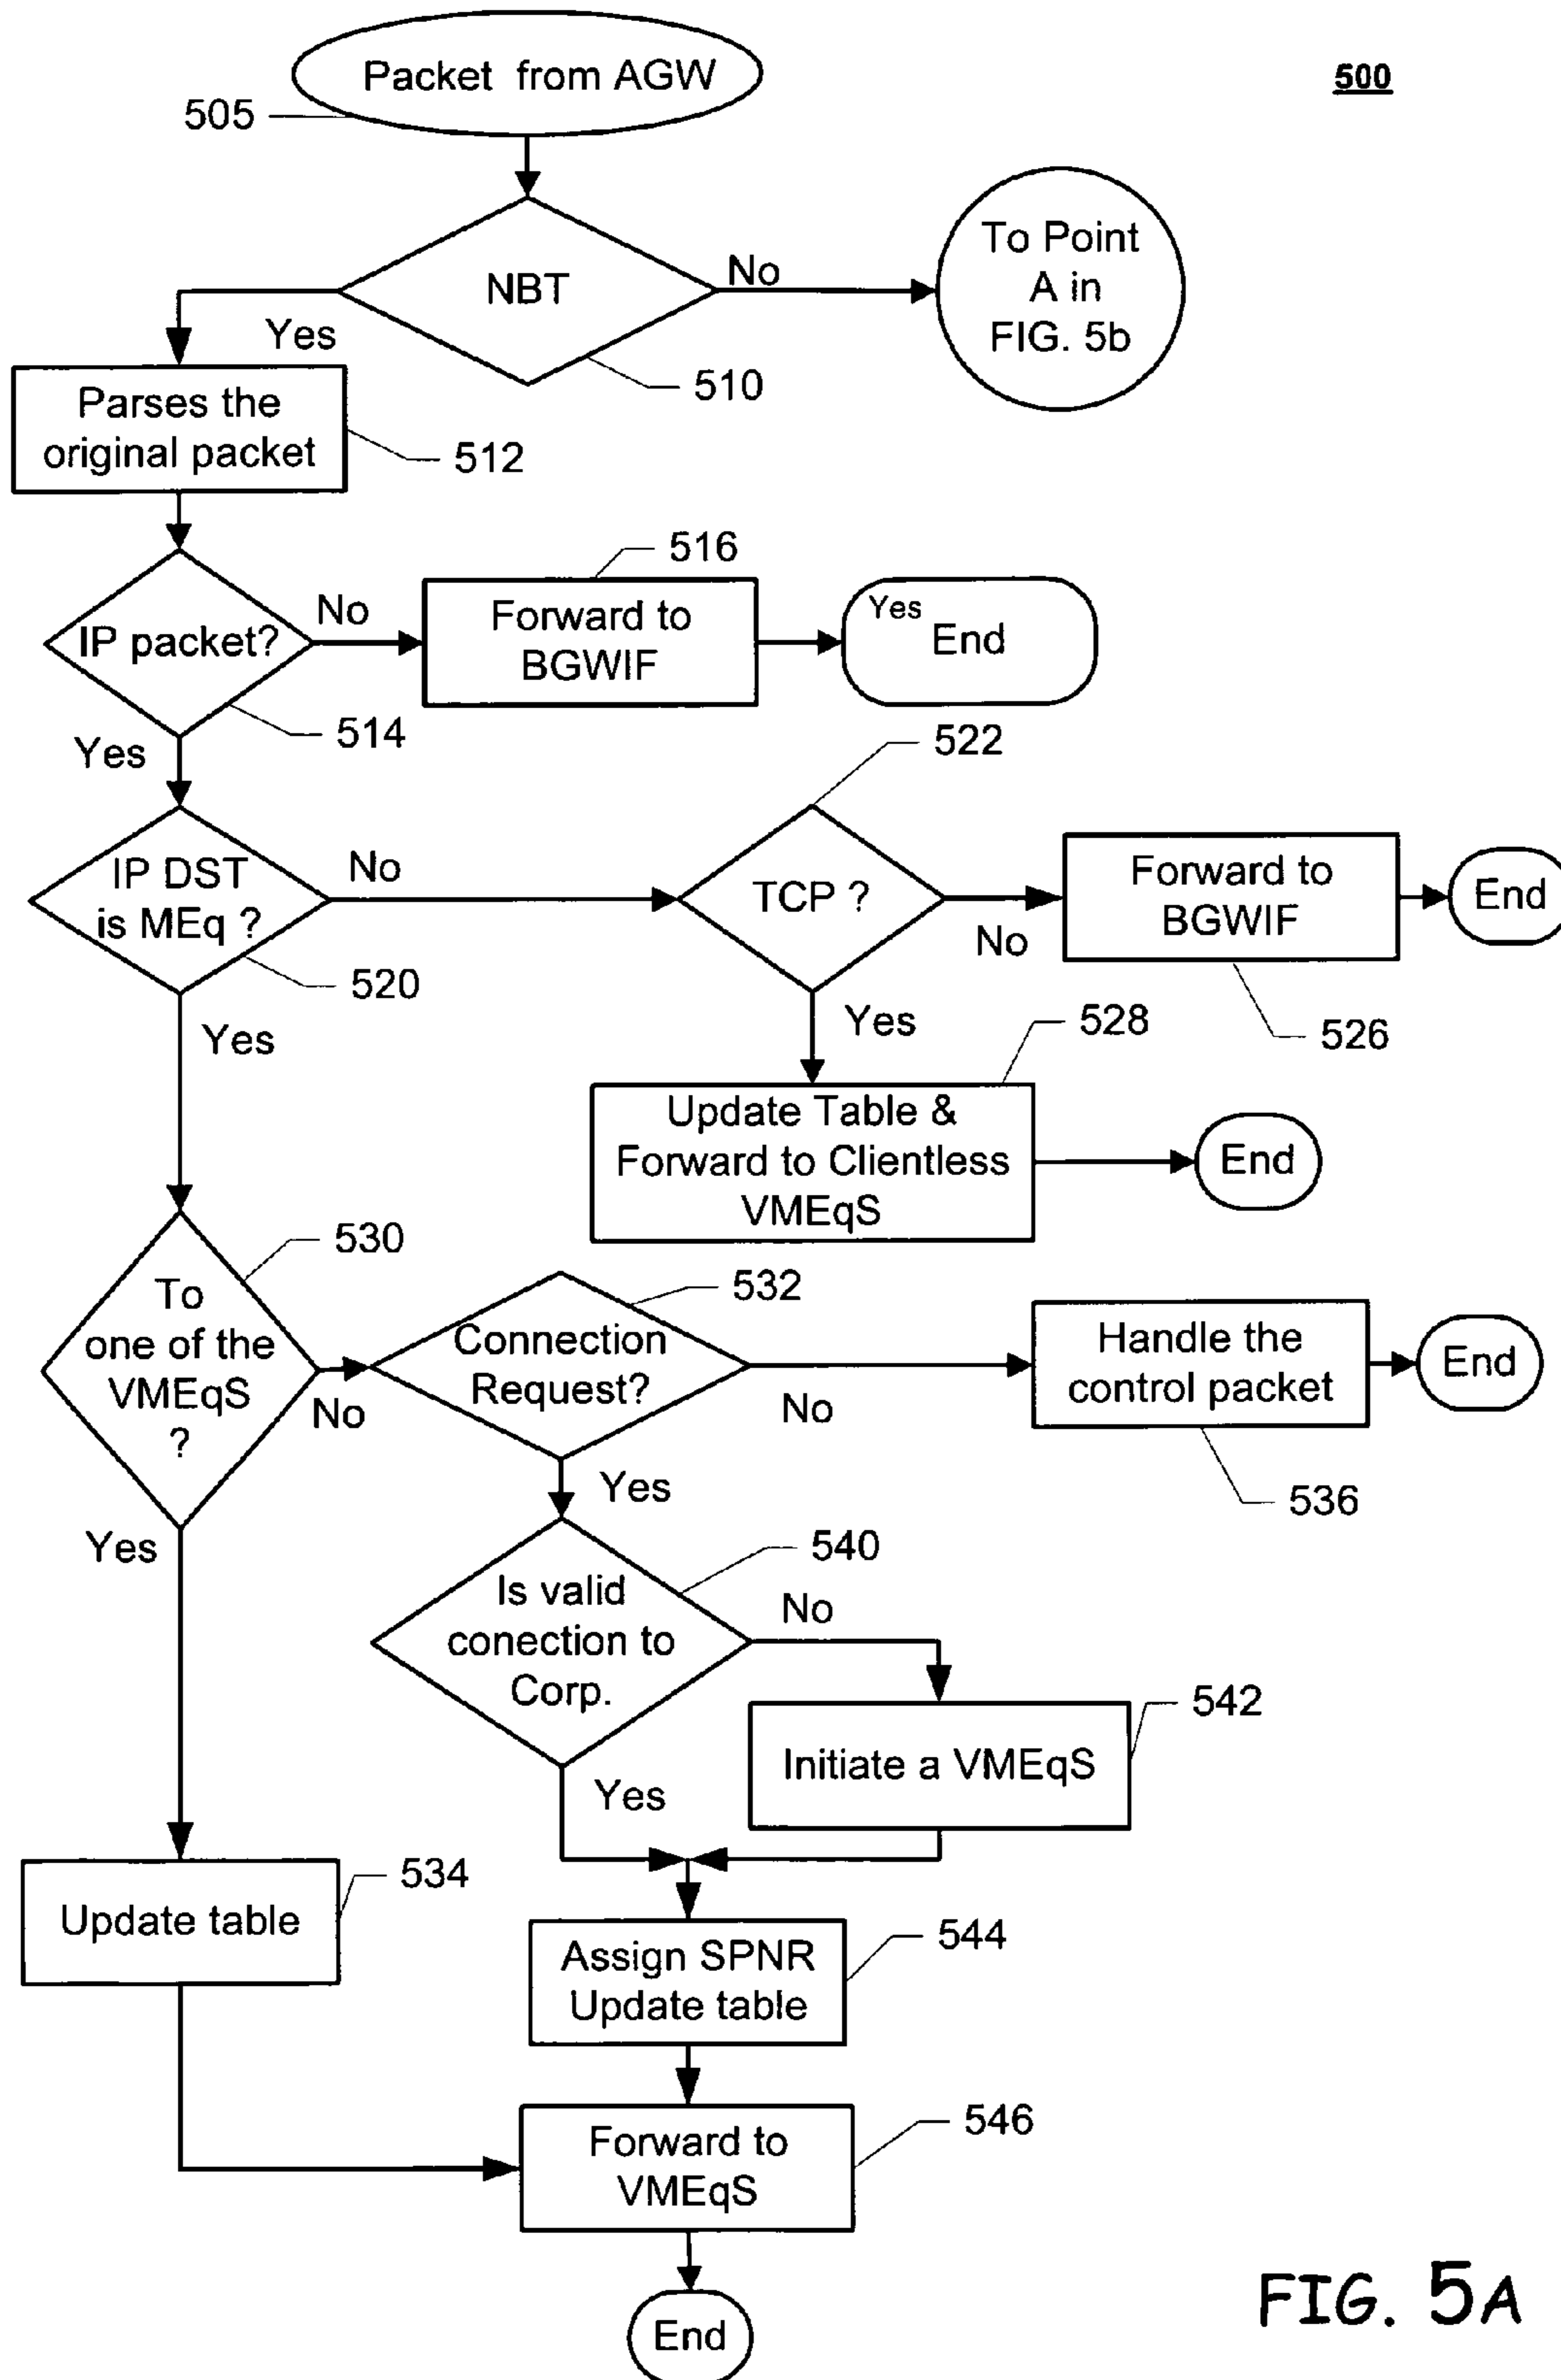 Packet from AGW
500
505
NBT
No
To Point
A in
FIG. 5b
Yes
510
Parses the
original packet
512
516
IP packet?
No
Forward to
BGWIF
Yes
End
514
Yes
522
IP DST
is MEq ?
No
TCP ?
No
Forward to
BGWIF
End
520
526
Yes
Yes
528
Update Table &
Forward to Clientless
VMEqS
End
530
To
one of the
VMEqS
?
No
532
Connection
Request?
No
Handle the
control packet
End
536
Yes
Yes
540
Is valid
conection to
Corp.
No
542
Initiate a VMEqS
Yes
534
Update table
544
Assign SPNR
Update table
546
Forward to
VMEqS
End
FIG. 5A